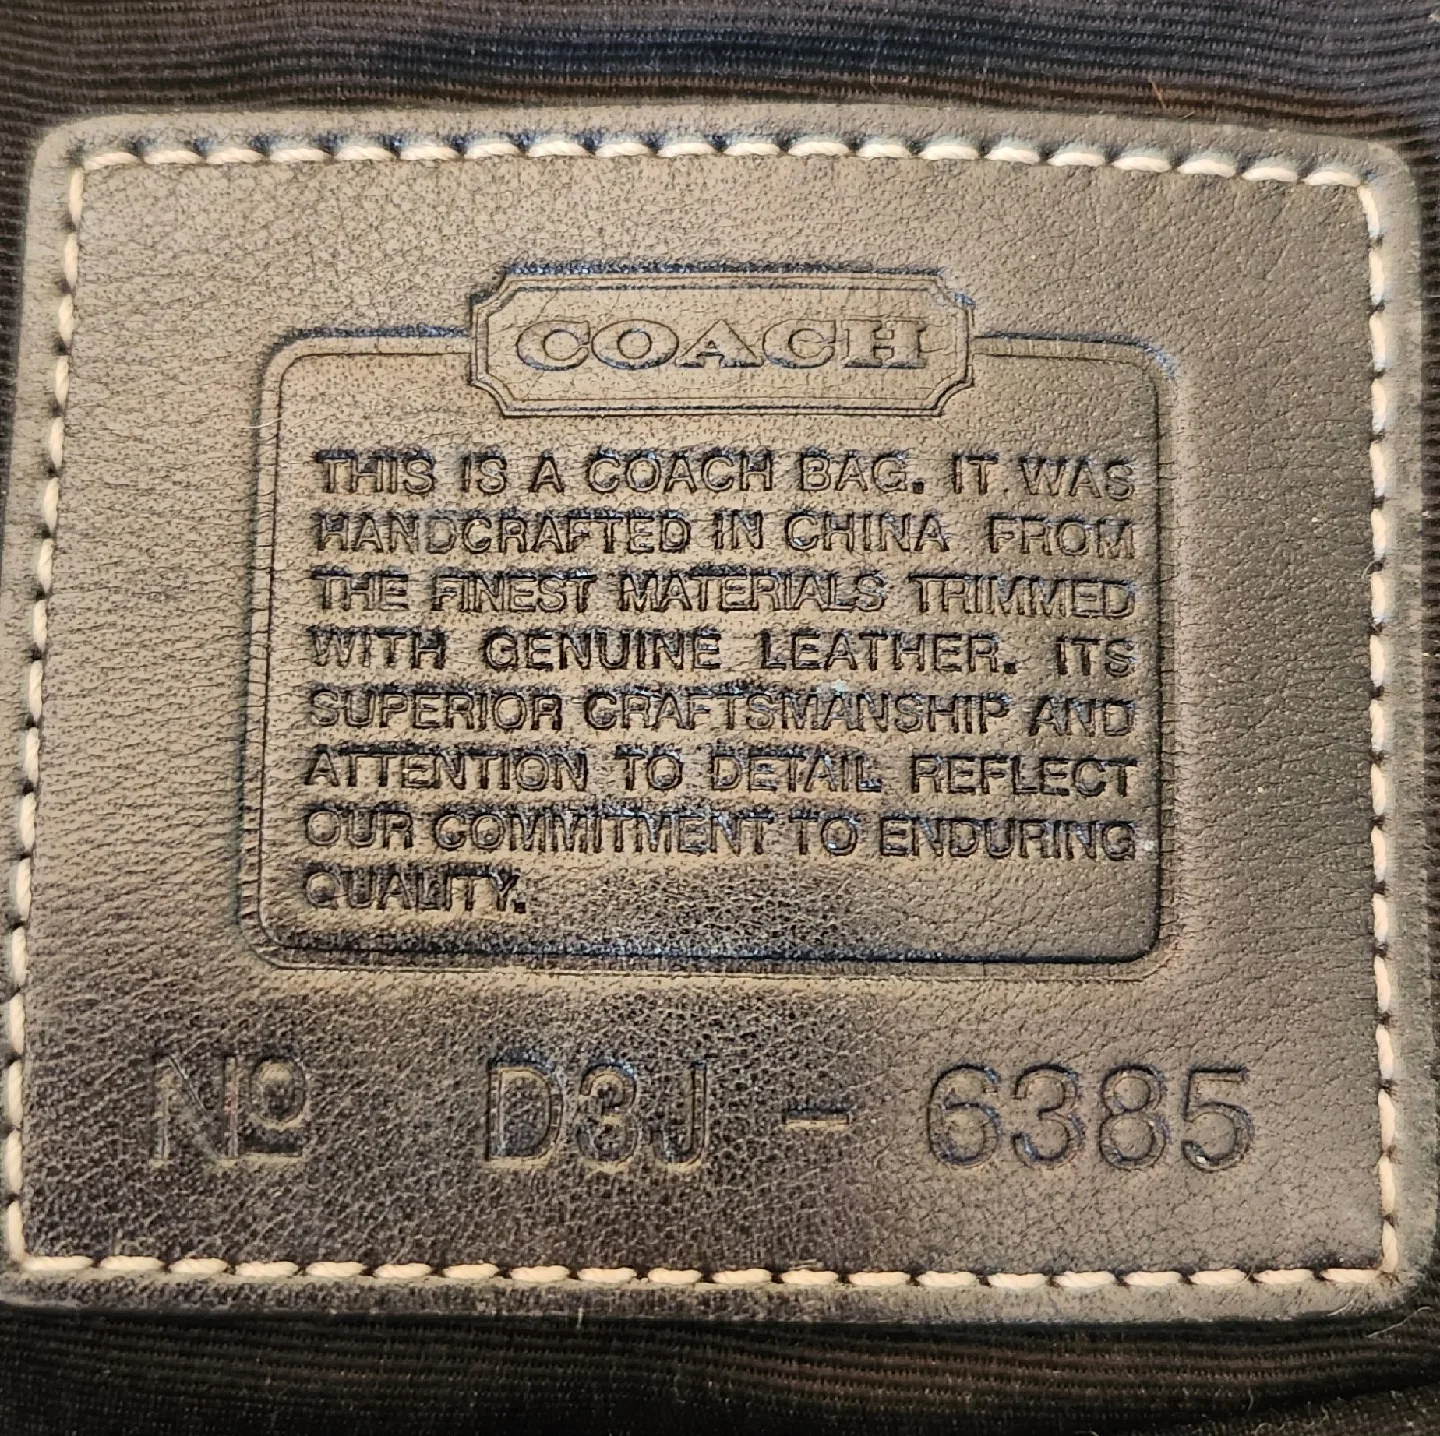 COACH
THIS IS A COACH BAG. IT WAS
HANDCRAFTED IN CHINA FROM
THE FINEST MATERIALS TRIMMED
WITH GENUINE LEATHER. ITS
SUPERIOR CRAFTSMANSHIP AND
ATTENTION TO DETAIL REFLECT
OUR COMMITMENT TO ENDURING
QUALITY.
Nº D3J - 6385